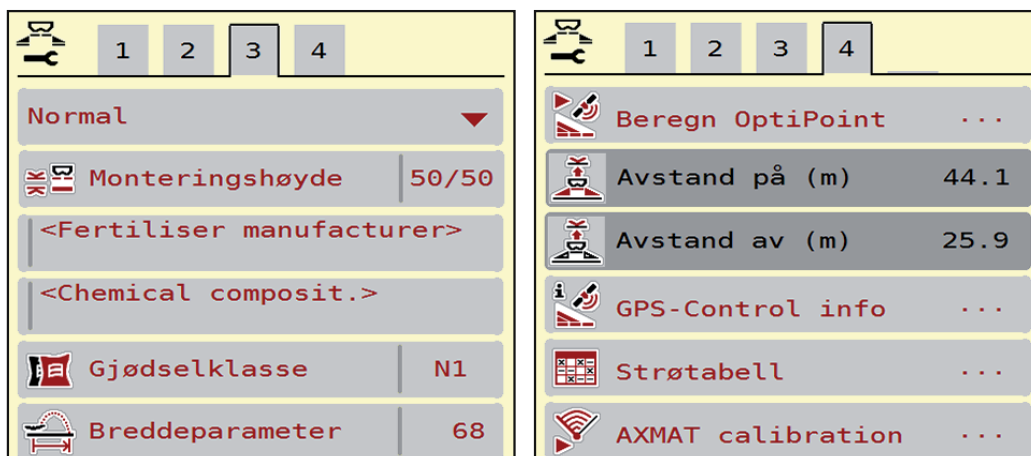 1 2 3 4
Normal
Monteringshøyde 50/50
<Fertiliser manufacturer>
<Chemical composit.>
Gjødselklasse N1
Breddeparameter 68
1 2 3 4
Beregn OptiPoint ...
Avstand på (m) 44.1
Avstand av (m) 25.9
GPS-Control info ...
Strøtabell ...
AXMAT calibration ...